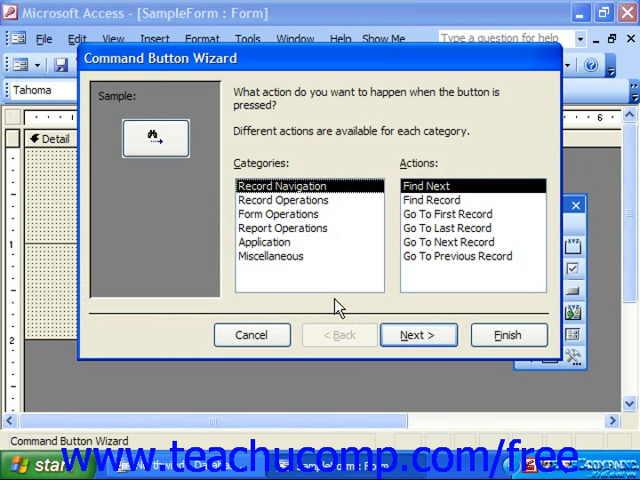 Microsoft Access - [SampleForm : Form]
File Edit View Insert Format Tools Window Help Show Me Type a question for help
Tahoma
Detail
Command Button Wizard
Sample:
What action do you want to happen when the button is
pressed?
Different actions are available for each category.
Categories: Actions:
Record Navigation Find Next
Record Operations Find Record
Form Operations Go To First Record
Report Operations Go To Last Record
Application Go To Next Record
Miscellaneous Go To Previous Record
Cancel < Back Next > Finish
Command Button Wizard
start
www.teachucomp.com/free